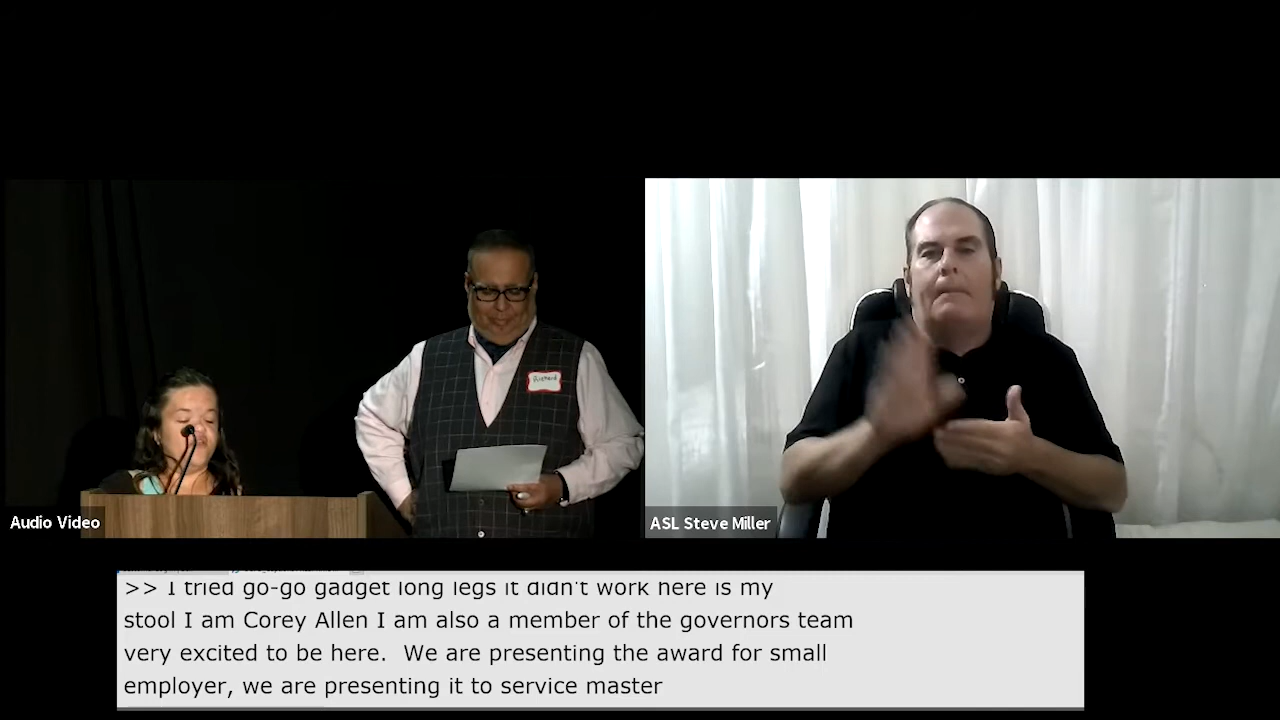 Richard
Audio Video
ASL Steve Miller
>> I tried go-go gadget long legs it didn't work here is my
stool I am Corey Allen I am also a member of the governors team
very excited to be here.  We are presenting the award for small
employer, we are presenting it to service master